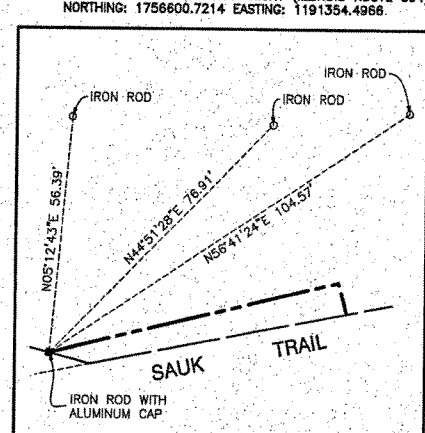 NORTHING: 1756600.7214 EASTING: 1191354.4966
IRON ROD
IRON ROD
IRON ROD
N05°12'43"E 56.39'
N44°51'28"E 76.91'
N56°41'24"E 104.57'
SAUK TRAIL
IRON ROD WITH
ALUMINUM CAP